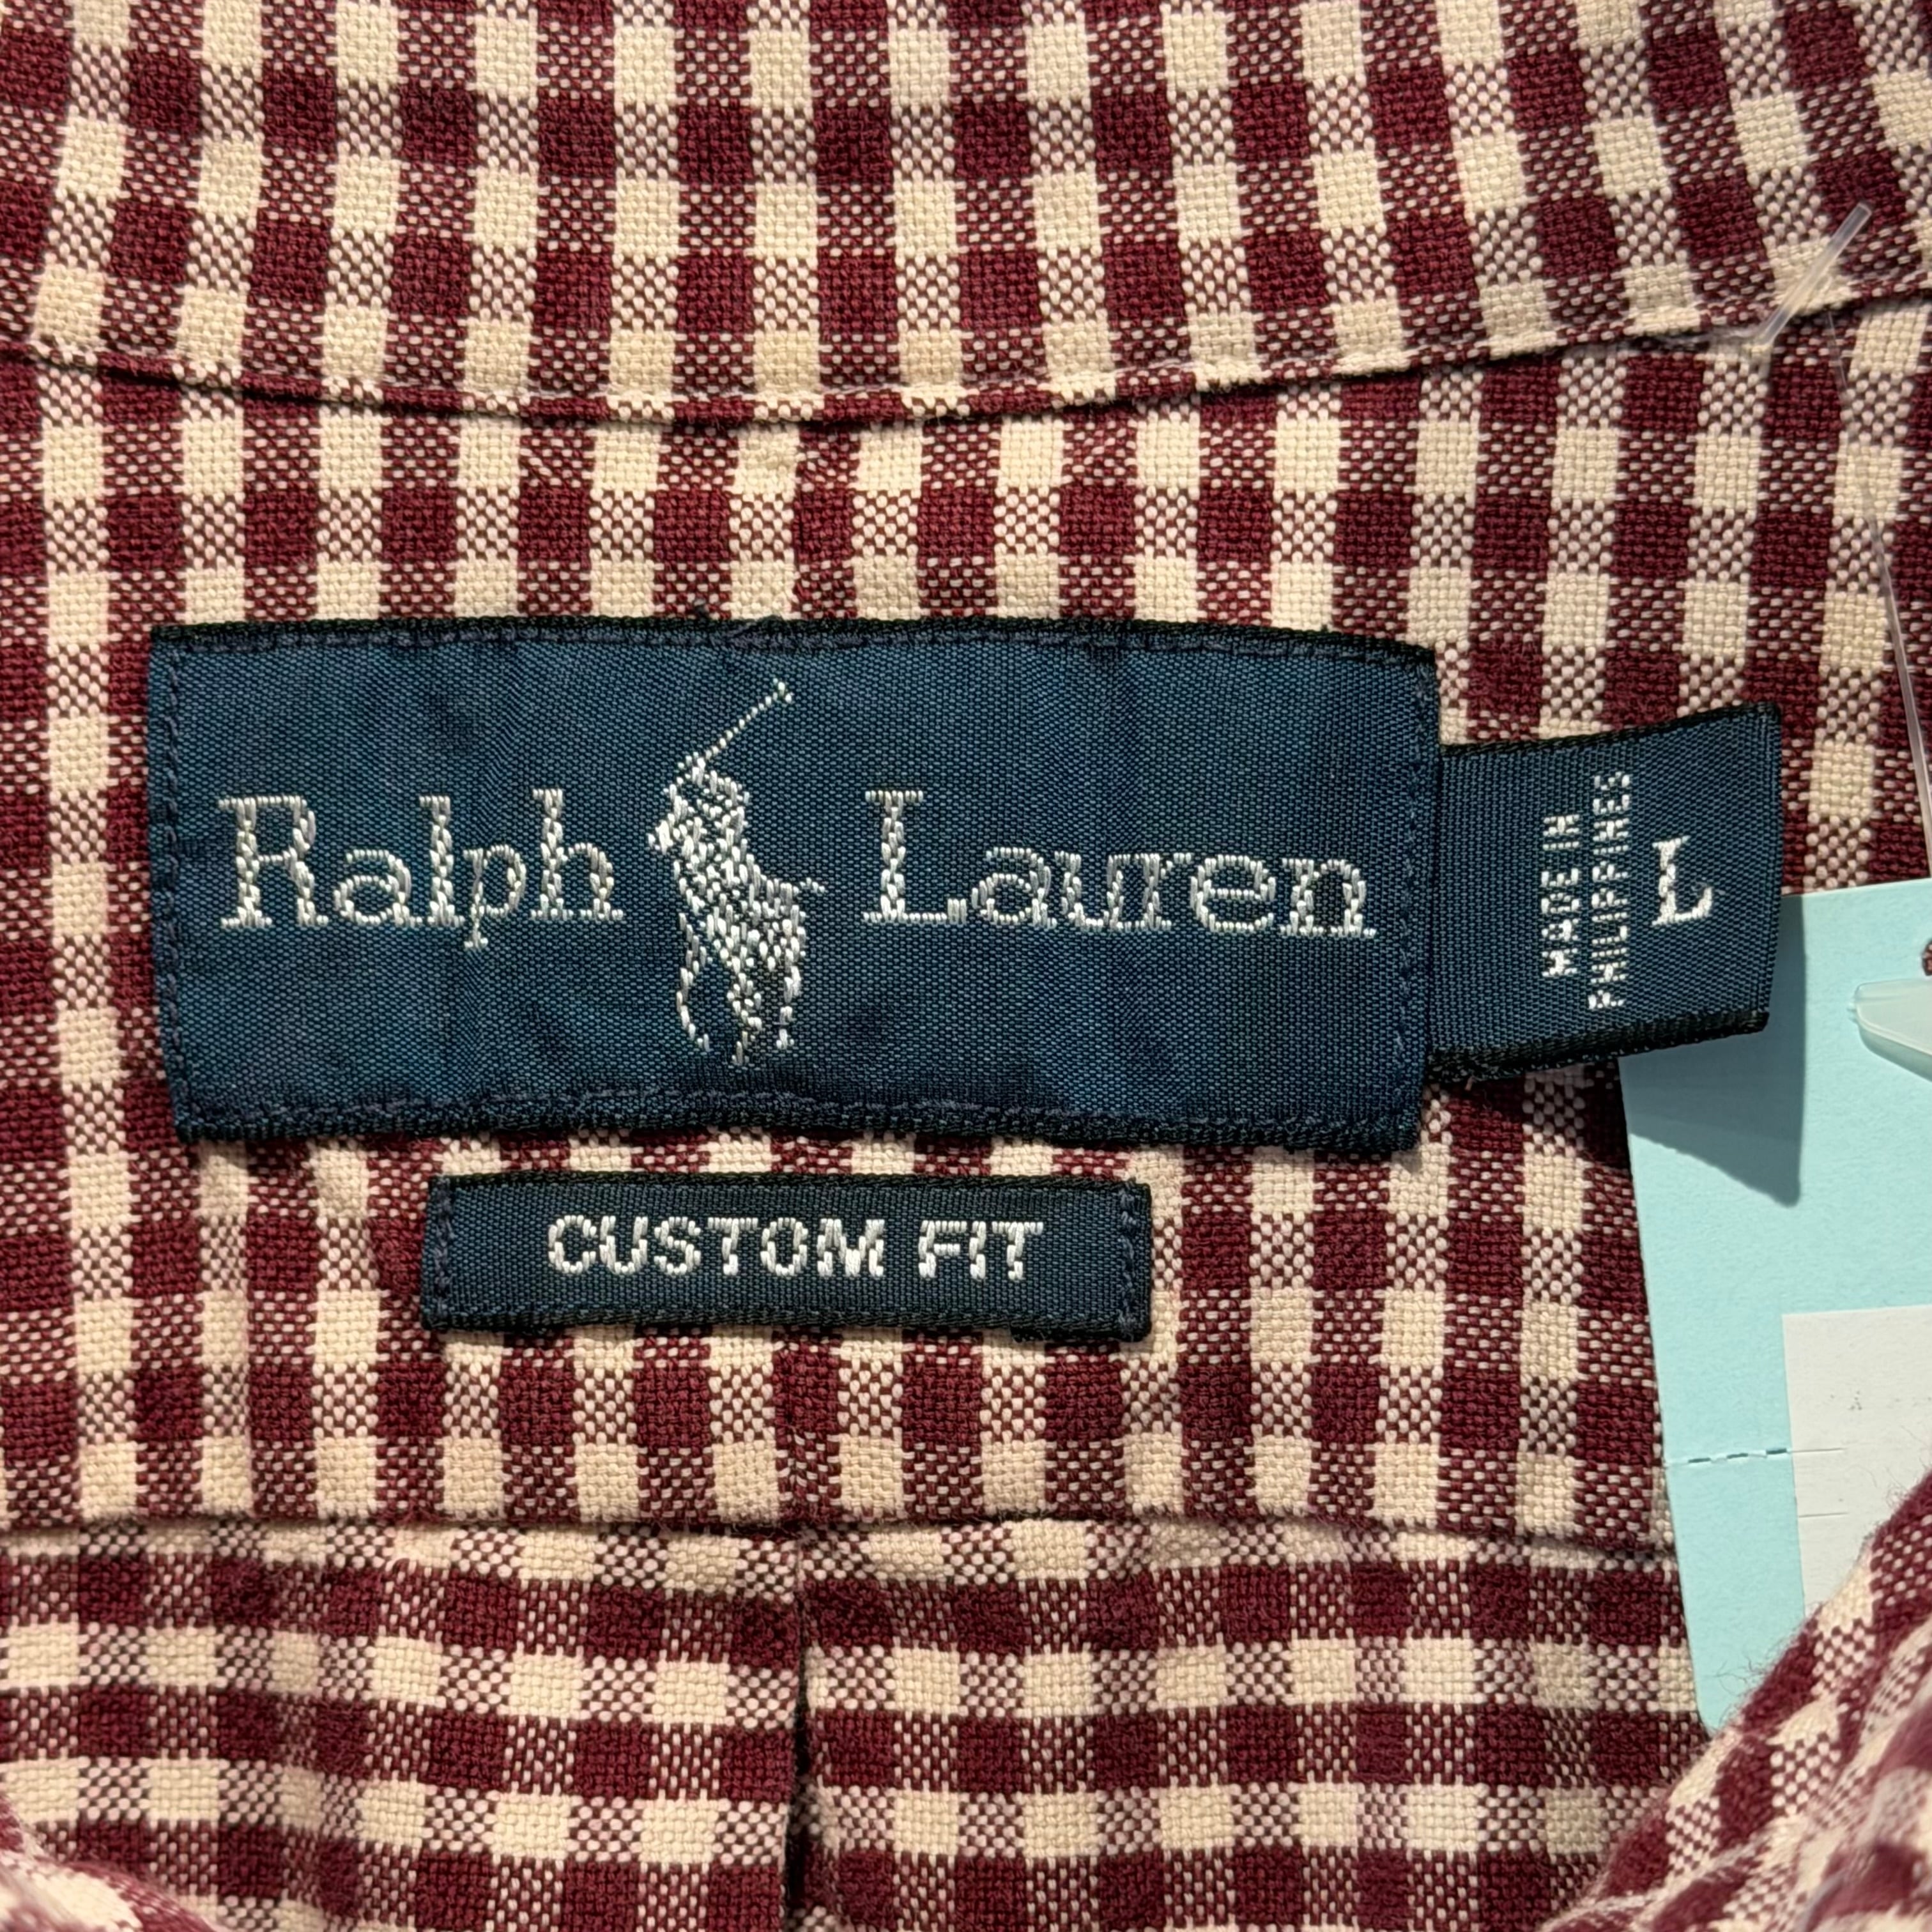 Ralph Lauren
MADE IN
PHILIPPINES
L
CUSTOM FIT